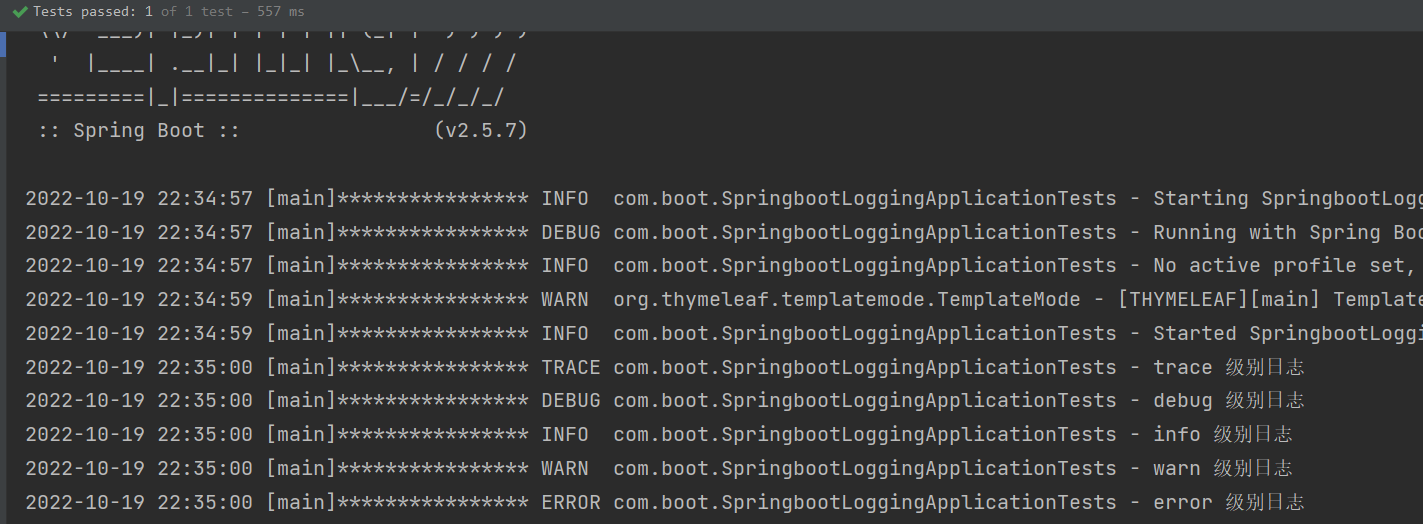 Tests passed: 1 of 1 test – 557 ms
  '  |____| .__|_| |_|_| |_\__, | / / / /
 =========|_|==============|___/=/_/_/_/
 :: Spring Boot ::                (v2.5.7)
2022-10-19 22:34:57 [main]**************** INFO  com.boot.SpringbootLoggingApplicationTests - Starting SpringbootLogg
2022-10-19 22:34:57 [main]**************** DEBUG com.boot.SpringbootLoggingApplicationTests - Running with Spring Boo
2022-10-19 22:34:57 [main]**************** INFO  com.boot.SpringbootLoggingApplicationTests - No active profile set,
2022-10-19 22:34:59 [main]**************** WARN  org.thymeleaf.templatemode.TemplateMode - [THYMELEAF][main] Template
2022-10-19 22:34:59 [main]**************** INFO  com.boot.SpringbootLoggingApplicationTests - Started SpringbootLoggi
2022-10-19 22:35:00 [main]**************** TRACE com.boot.SpringbootLoggingApplicationTests - trace 级别日志
2022-10-19 22:35:00 [main]**************** DEBUG com.boot.SpringbootLoggingApplicationTests - debug 级别日志
2022-10-19 22:35:00 [main]**************** INFO  com.boot.SpringbootLoggingApplicationTests - info 级别日志
2022-10-19 22:35:00 [main]**************** WARN  com.boot.SpringbootLoggingApplicationTests - warn 级别日志
2022-10-19 22:35:00 [main]**************** ERROR com.boot.SpringbootLoggingApplicationTests - error 级别日志